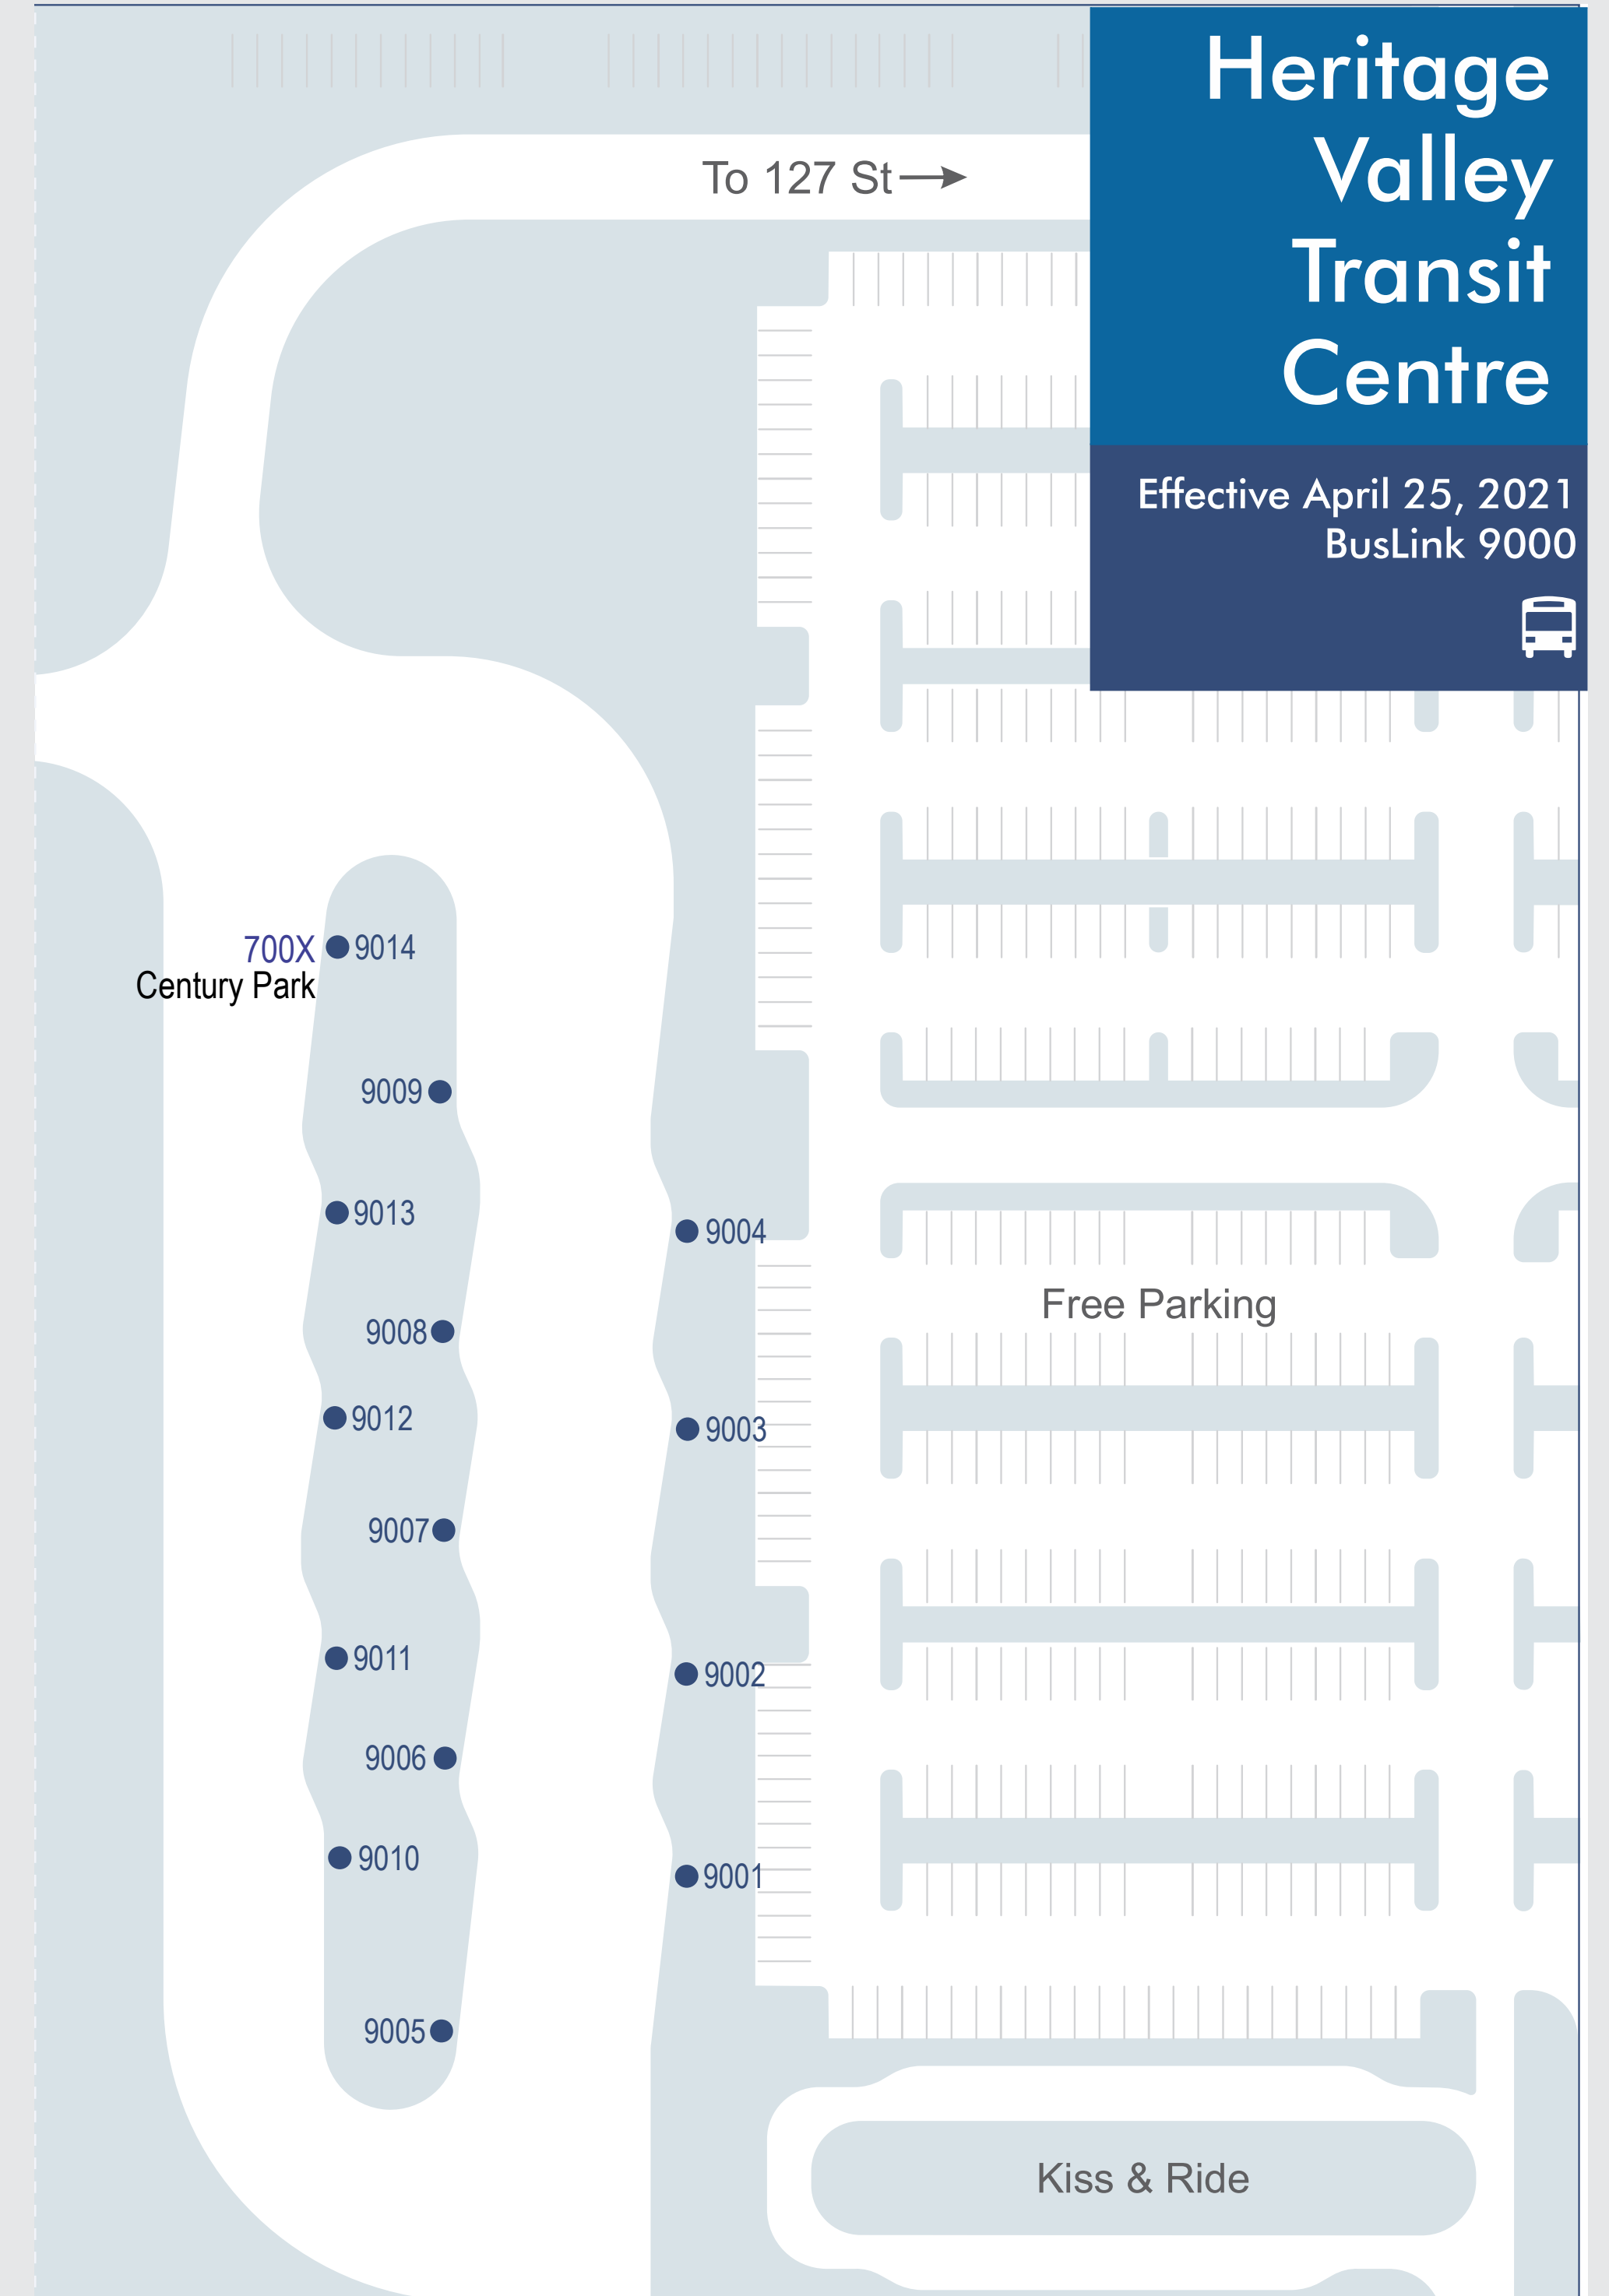 Heritage
Valley
Transit
Centre
Effective April 25, 2021
BusLink 9000
To 127 St
700X
9014
Century Park
9009
9013
9004
9008
9012
9003
9007
9011
9002
9006
9010
9001
9005
Free Parking
Kiss & Ride